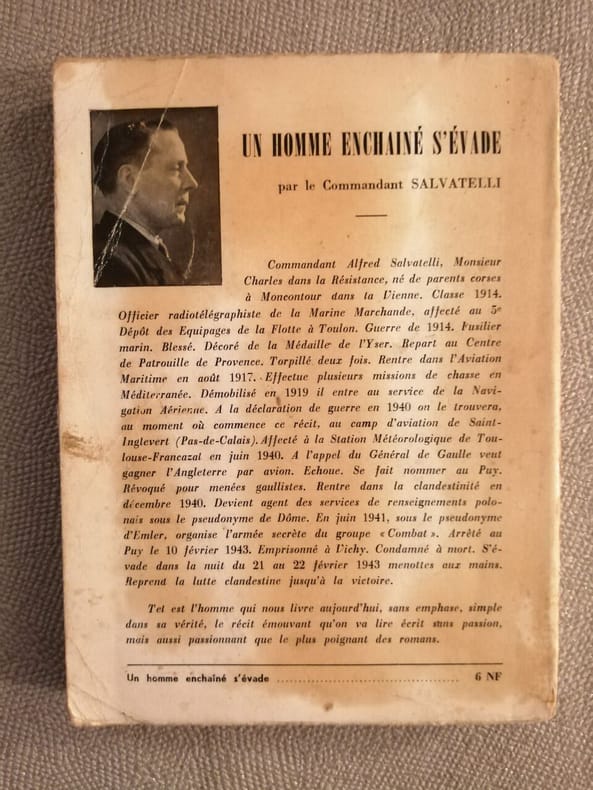 UN HOMME ENCHAINÉ S'ÉVADE
par le Commandant SALVATELLI
Commandant Alfred Salvatelli, Monsieur
Charles dans la Résistance, né de parents corses
à Moncontour dans la Vienne. Classe 1914.
Officier radiotélégraphiste de la Marine Marchande, affecté au 5e
Dépôt des Equipages de la Flotte à Toulon. Guerre de 1914. Fusilier
marin. Blessé. Décoré de la Médaille de l'Yser. Repart au Centre
de Patrouille de Provence. Torpillé deux fois. Rentre dans l'Aviation
Maritime en août 1917. Effectue plusieurs missions de chasse en
Méditerranée. Démobilisé en 1919 il entre au service de la Navi-
gation Aérienne. A la déclaration de guerre en 1940 on le trouvera,
au moment où commence ce récit, au camp d'aviation de Saint-
Inglevert (Pas-de-Calais). Affecté à la Station Météorologique de Tou-
louse-Francazal en juin 1940. A l'appel du Général de Gaulle veut
gagner l'Angleterre par avion. Echoue. Se fait nommer au Puy.
Révoqué pour menées gaullistes. Rentre dans la clandestinité en
décembre 1940. Devient agent des services de renseignements polo-
nais sous le pseudonyme de Dôme. En juin 1941, sous le pseudonyme
d'Emler, organise l'armée secrète du groupe « Combat ». Arrêté au
Puy le 10 février 1943. Emprisonné à Vichy. Condamné à mort. S'é-
vade dans la nuit du 21 au 22 février 1943 menottes aux mains.
Reprend la lutte clandestine jusqu'à la victoire.
Tel est l'homme qui nous livre aujourd'hui, sans emphase, simple
dans sa vérité, le récit émouvant qu'on va lire écrit sans passion,
mais aussi passionnant que le plus poignant des romans.
Un homme enchaîné s'évade ........................................ 6 NF